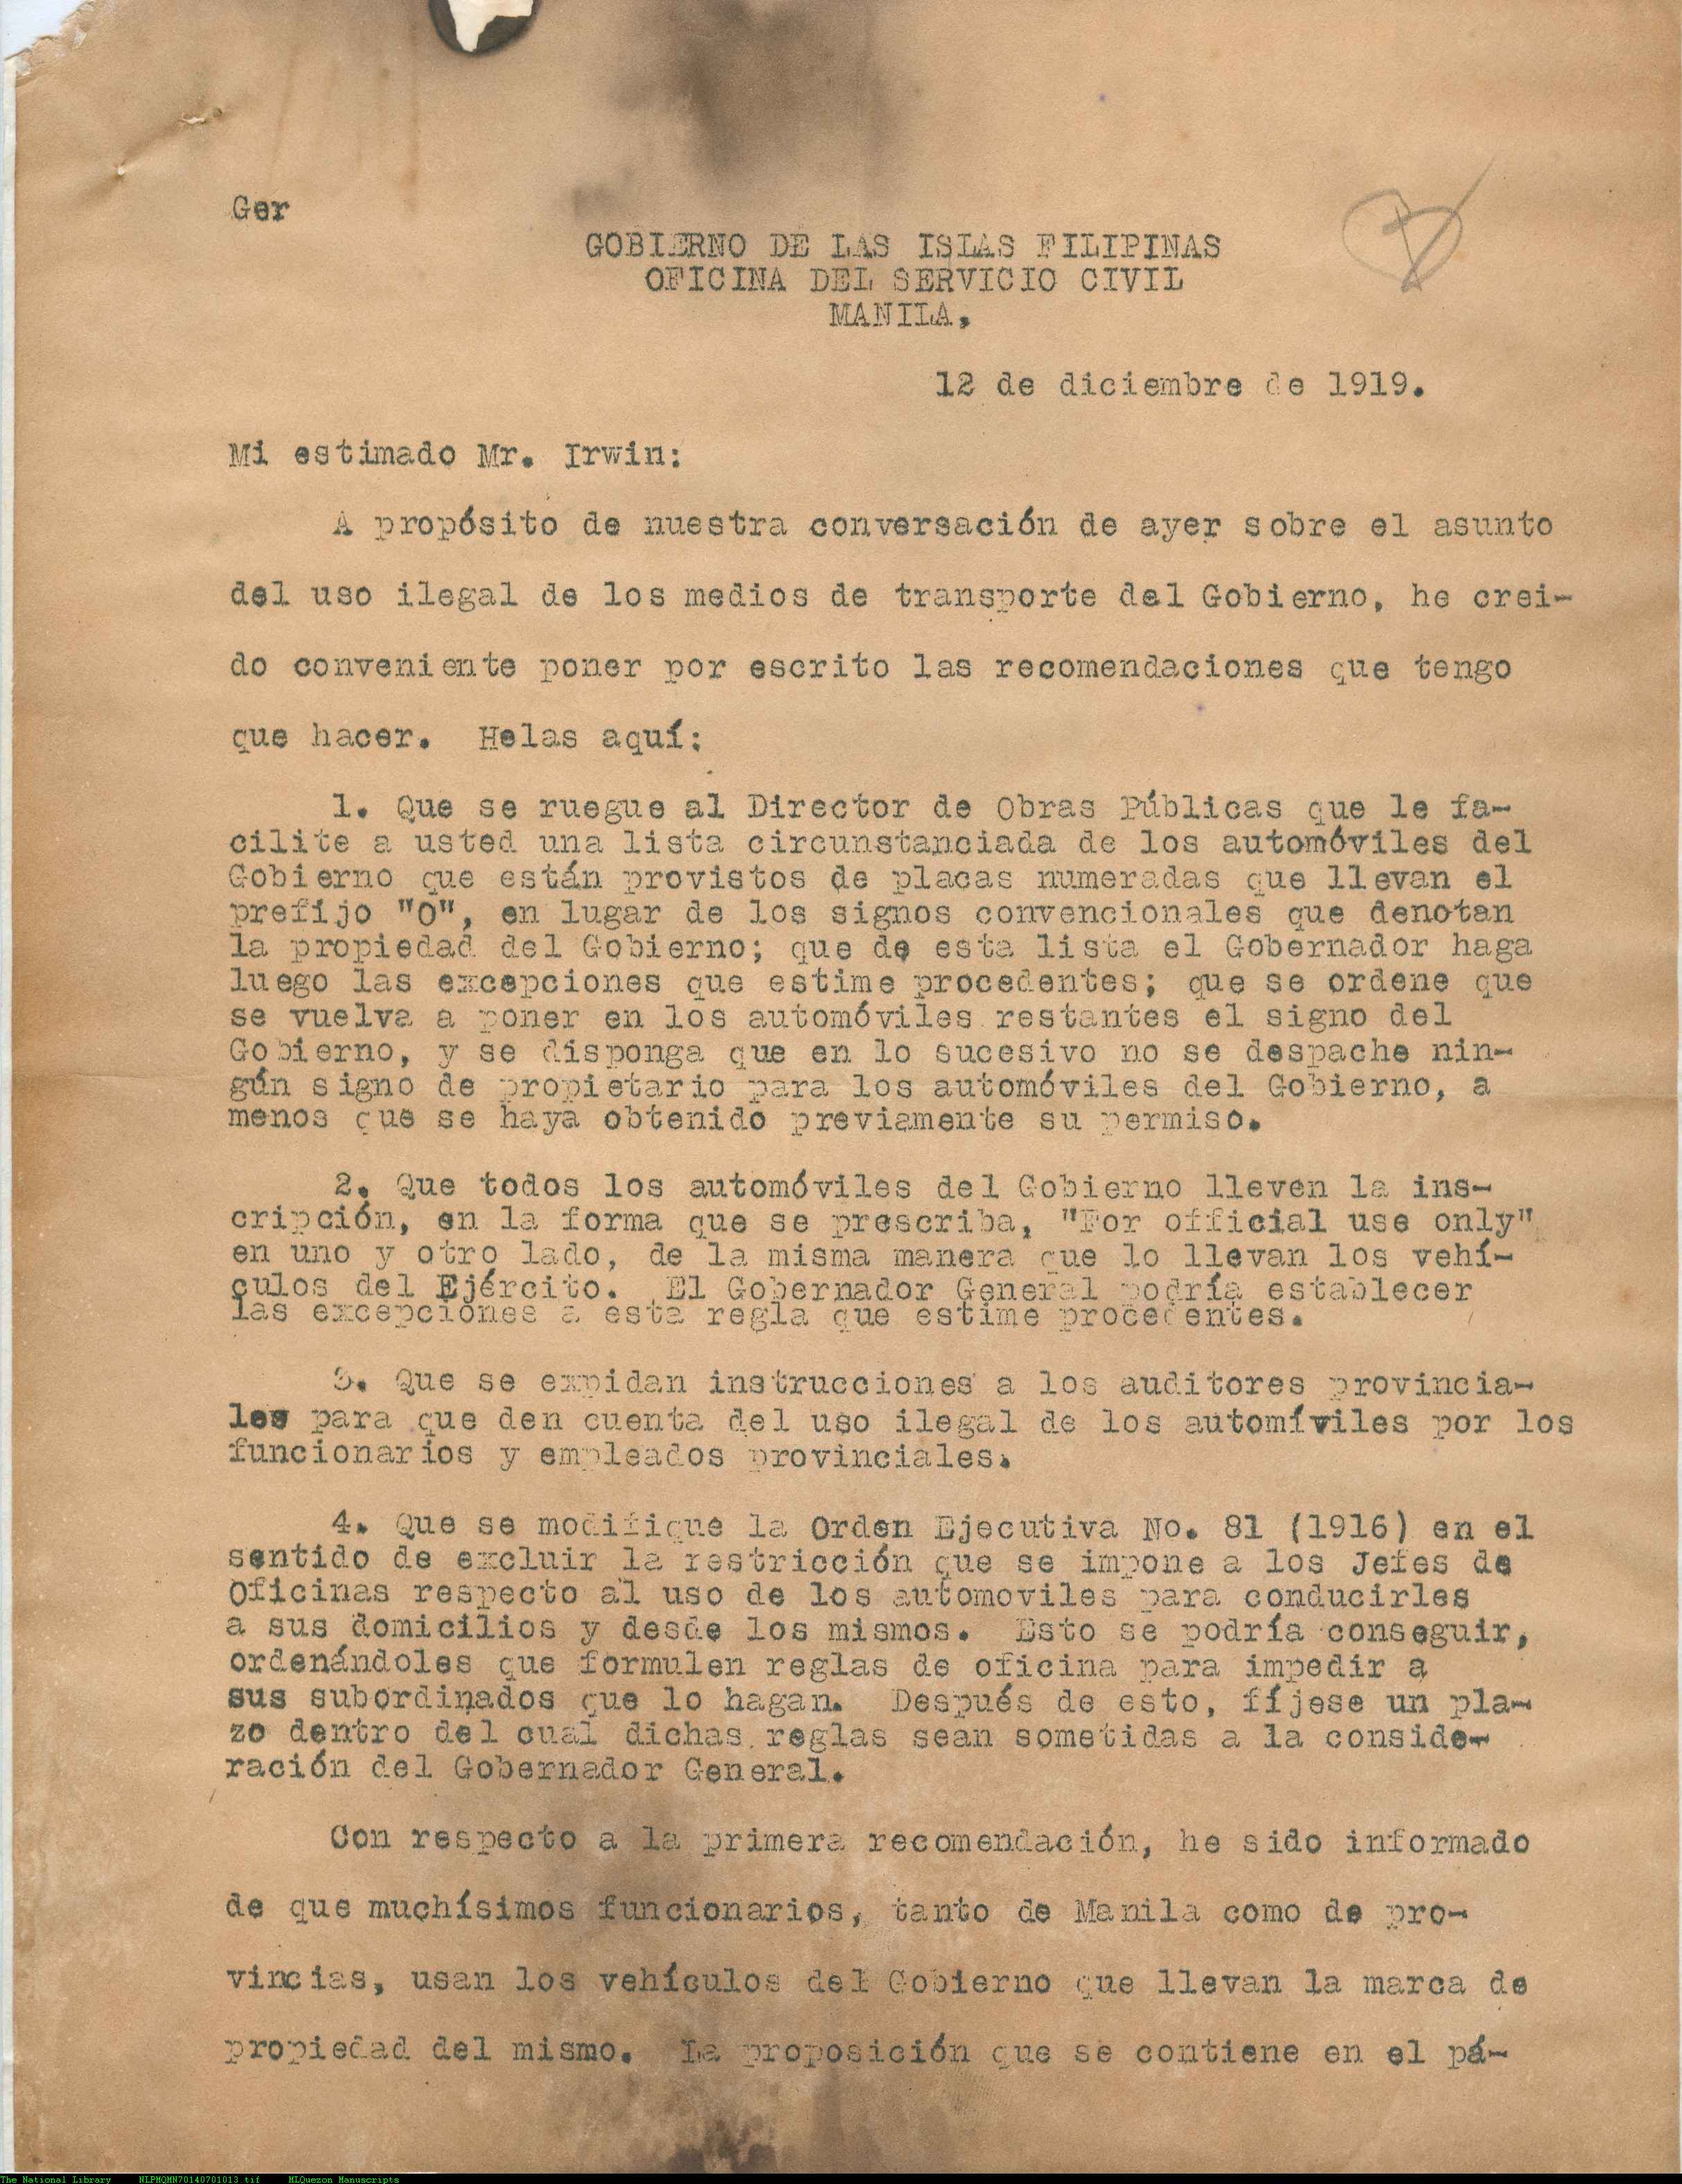 Ger
GOBIERNO DE LAS ISLAS FILIPINAS
OFICINA DEL SERVICIO CIVIL
MANILA,
12 de diciembre de 1919.
Mi estimado Mr. Irwin:
A propósito de nuestra conversación de ayer sobre el asunto
del uso ilegal de los medios de transporte del Gobierno, he crei-
do conveniente poner por escrito las recomendaciones que tengo
que hacer. Helas aquí:
1. Que se ruegue al Director de Obras Públicas que le fa-
cilite a usted una lista circunstanciada de los automóviles del
Gobierno que están provistos de placas numeradas que llevan el
prefijo "O", en lugar de los signos convencionales que denotan
la propiedad del Gobierno; que de esta lista el Gobernador haga
luego las excepciones que estime procedentes; que se ordene que
se vuelva a poner en los automóviles restantes el signo del
Gobierno, y se disponga que en lo sucesivo no se despache nin-
gún signo de propietario para los automóviles del Gobierno, a
menos que se haya obtenido previamente su permiso.
2. Que todos los automóviles del Gobierno lleven la ins-
cripción, en la forma que se prescriba, "For official use only"
en uno y otro lado, de la misma manera que lo llevan los vehí-
culos del Ejército. El Gobernador General podría establecer
las excepciones a esta regla que estime procedentes.
3. Que se expidan instrucciones a los auditores provincia-
les para que den cuenta del uso ilegal de los automíviles por los
funcionarios y empleados provinciales.
4. Que se modifique la Orden Ejecutiva No. 81 (1916) en el
sentido de excluir la restricción que se impone a los Jefes de
Oficinas respecto al uso de los automoviles para conducirles
a sus domicilios y desde los mismos. Esto se podría conseguir,
ordenándoles que formulen reglas de oficina para impedir a
sus subordinados que lo hagan. Después de esto, fíjese un pla-
zo dentro del cual dichas reglas sean sometidas a la conside-
ración del Gobernador General.
Con respecto a la primera recomendación, he sido informado
de que muchísimos funcionarios, tanto de Manila como de pro-
vincias, usan los vehículos del Gobierno que llevan la marca de
propiedad del mismo. La proposición que se contiene en el pá-
The National Library NLPMQMN70140701013.tif MLQuezon Manuscripts